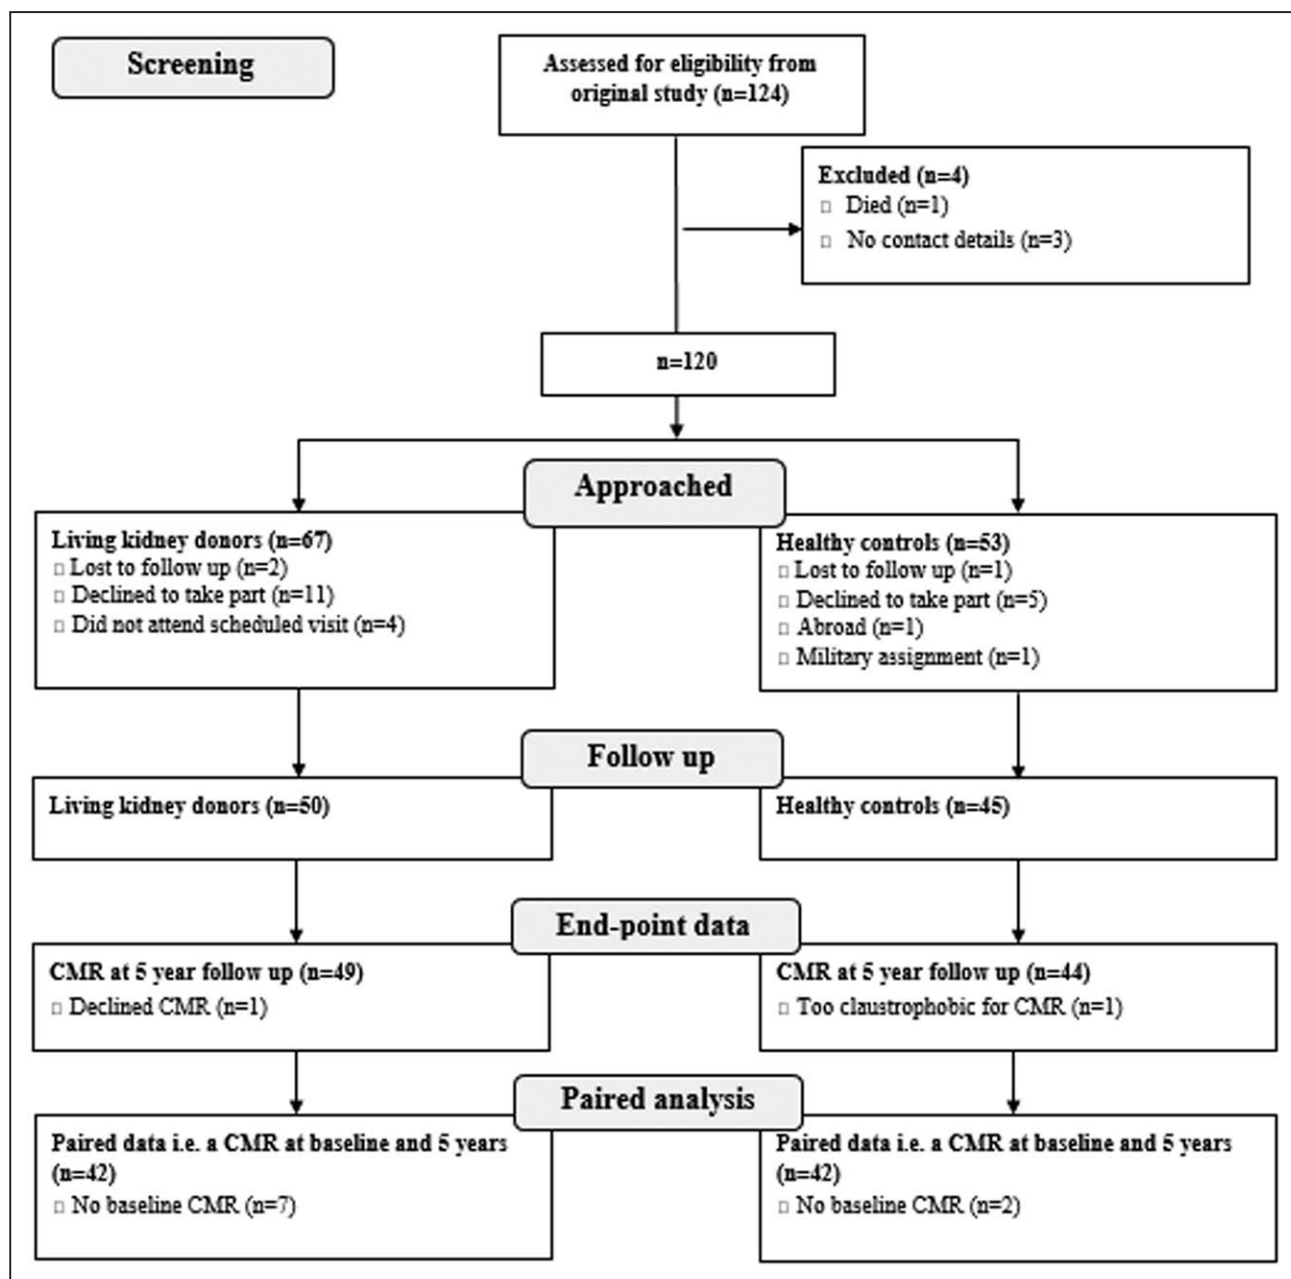 Screening
Assessed for eligibility from
original study (n=124)
Excluded (n=4)
Died (n=1)
No contact details (n=3)
n=120
Approached
Living kidney donors (n=67)
Lost to follow up (n=2)
Declined to take part (n=11)
Did not attend scheduled visit (n=4)
Healthy controls (n=53)
Lost to follow up (n=1)
Declined to take part (n=5)
Abroad (n=1)
Military assignment (n=1)
Follow up
Living kidney donors (n=50)
Healthy controls (n=45)
End-point data
CMR at 5 year follow up (n=49)
Declined CMR (n=1)
CMR at 5 year follow up (n=44)
Too claustrophobic for CMR (n=1)
Paired analysis
Paired data i.e. a CMR at baseline and 5 years
(n=42)
No baseline CMR (n=7)
Paired data i.e. a CMR at baseline and 5 years
(n=42)
No baseline CMR (n=2)